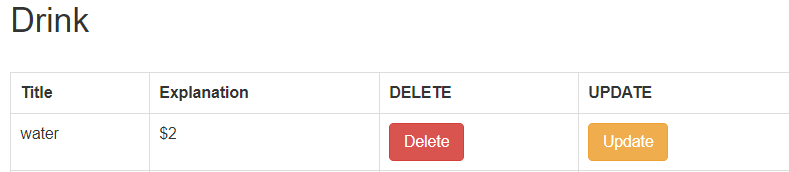 Drink
Title Explanation DELETE UPDATE
water $2 Delete Update